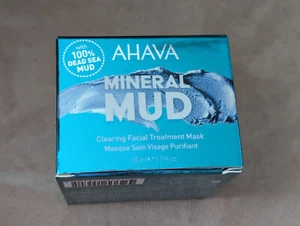 with
100%
DEAD SEA
MUD
AHAVA
MINERAL
MUD
Clearing Facial Treatment Mask
Masque Soin Visage Purifiant